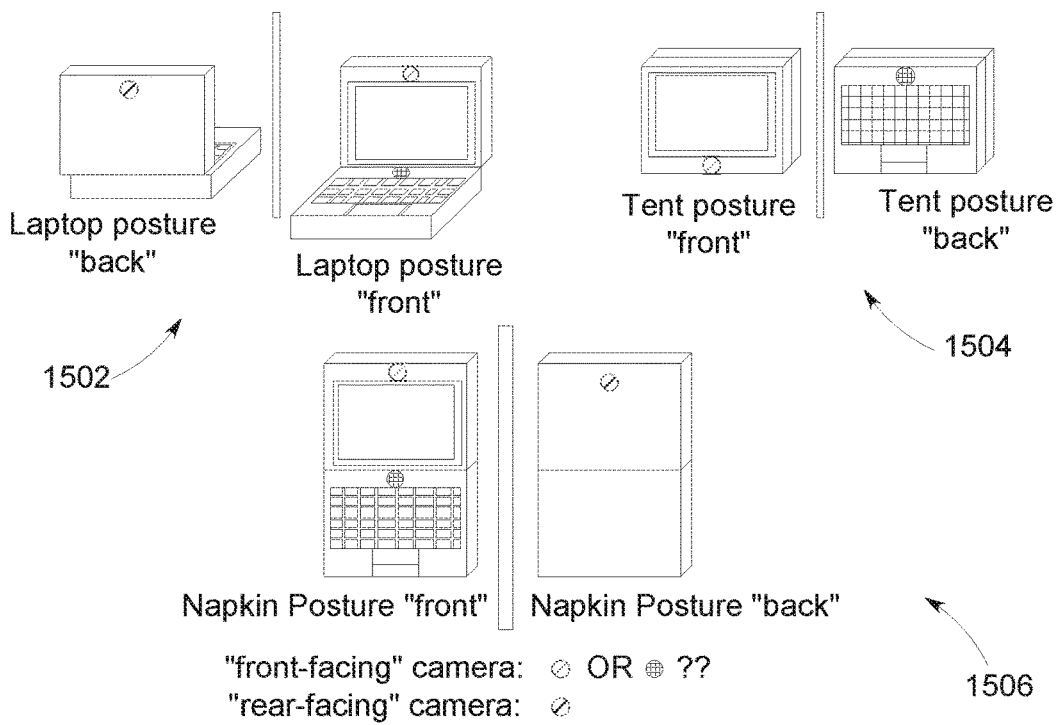 Laptop posture
"back"
Laptop posture
"front"
Tent posture
"front"
Tent posture
"back"
1502
1504
Napkin Posture "front"
Napkin Posture "back"
"front-facing" camera: OR ??
"rear-facing" camera:
1506